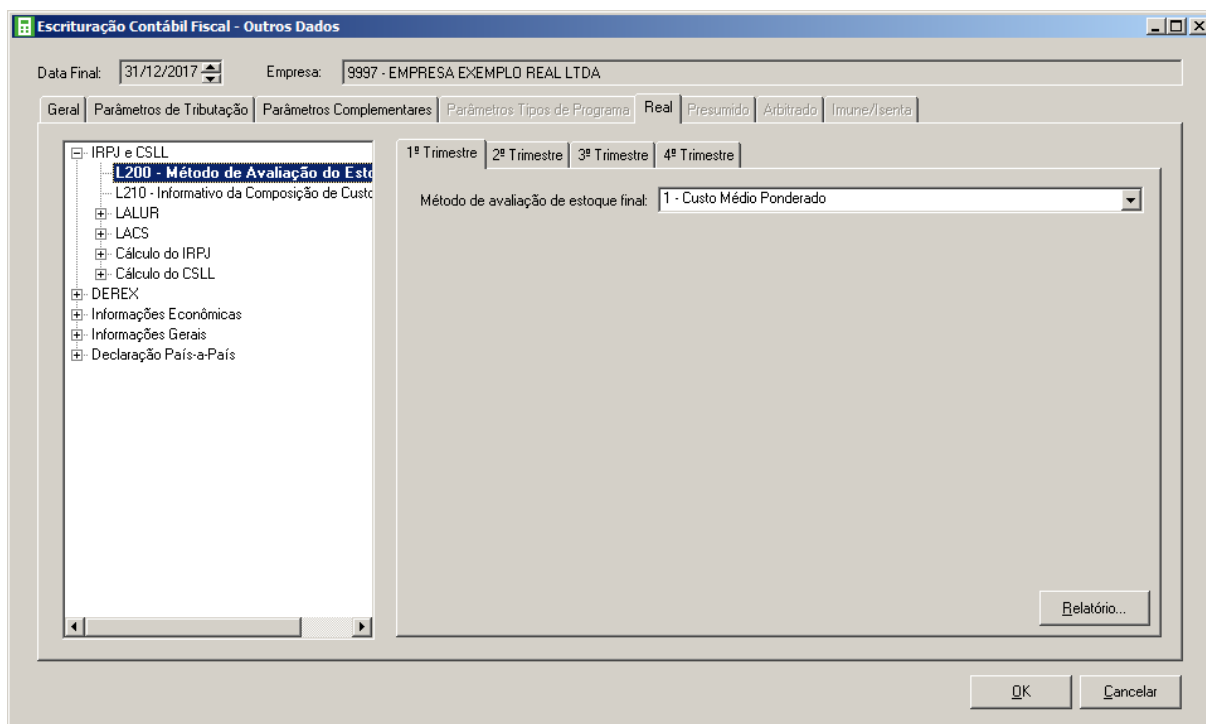 Escrituração Contábil Fiscal - Outros Dados
Data Final: 31/12/2017 Empresa: 9997 - EMPRESA EXEMPLO REAL LTDA
Geral Parâmetros de Tributação Parâmetros Complementares Parâmetros Tipos de Programa Real Presumido Arbitrado Imune/Isenta
IRPJ e CSLL
L200 - Método de Avaliação do Esto
L210 - Informativo da Composição de Custo
LALUR
LACS
Cálculo do IRPJ
Cálculo do CSLL
DEREX
Informações Econômicas
Informações Gerais
Declaração País-a-País
1º Trimestre 2º Trimestre 3º Trimestre 4º Trimestre
Método de avaliação de estoque final: 1 - Custo Médio Ponderado
Relatório...
OK Cancelar